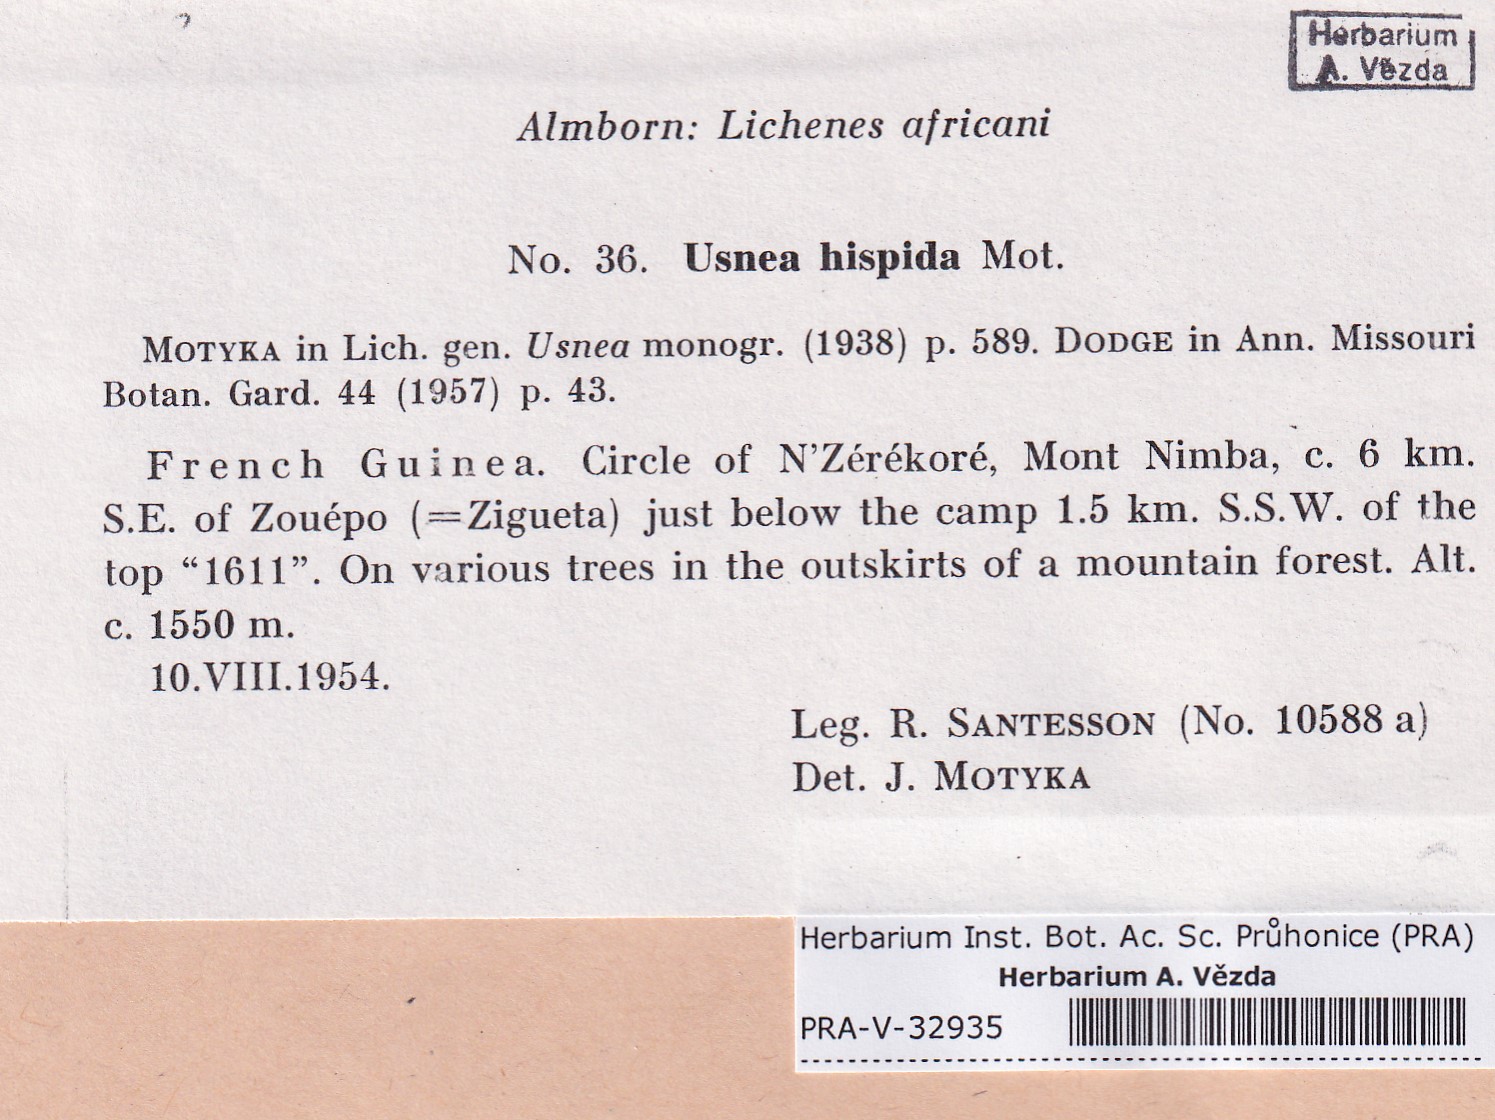 Herbarium
A. Vězda
Almborn: Lichenes africani
No. 36. Usnea hispida Mot.
MOTYKA in Lich. gen. Usnea monogr. (1938) p. 589. DODGE in Ann. Missouri
Botan. Gard. 44 (1957) p. 43.
French Guinea. Circle of N’Zérékoré, Mont Nimba, c. 6 km.
S.E. of Zouépo (=Zigueta) just below the camp 1.5 km. S.S.W. of the
top “1611”. On various trees in the outskirts of a mountain forest. Alt.
c. 1550 m.
10.VIII.1954.
Leg. R. SANTESSON (No. 10588 a)
Det. J. MOTYKA
Herbarium Inst. Bot. Ac. Sc. Průhonice (PRA)
Herbarium A. Vězda
PRA-V-32935